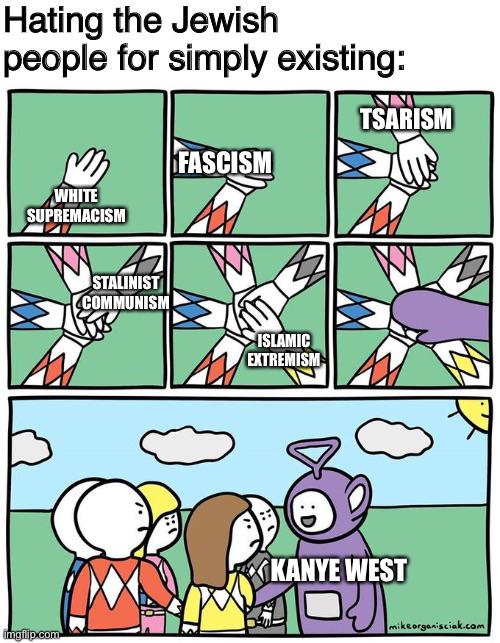 Hating the Jewish
people for simply existing:
WHITE
SUPREMACISM
FASCISM
TSARISM
STALINIST
COMMUNISM
ISLAMIC
EXTREMISM
KANYE WEST
mikeorganisciak.com
imgflip.com